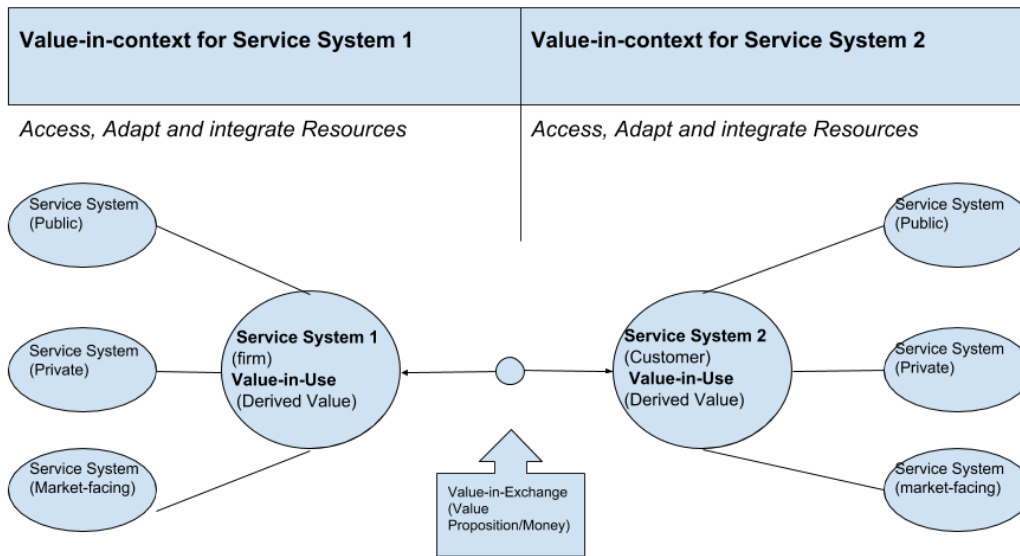 Value-in-context for Service System 1
Value-in-context for Service System 2
Access, Adapt and integrate Resources
Access, Adapt and integrate Resources
Service System
(Public)
Service System
(Public)
Service System 1
(firm)
Value-in-Use
(Derived Value)
Service System 2
(Customer)
Value-in-Use
(Derived Value)
Service System
(Private)
Service System
(Private)
Service System
(Market-facing)
Service System
(market-facing)
Value-in-Exchange
(Value
Proposition/Money)